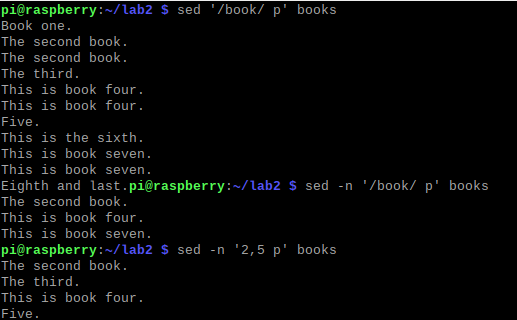 pi@raspberry:~/lab2 $ sed '/book/ p' books
Book one.
The second book.
The second book.
The third.
This is book four.
This is book four.
Five.
This is the sixth.
This is book seven.
This is book seven.
Eighth and last.pi@raspberry:~/lab2 $ sed -n '/book/ p' books
The second book.
This is book four.
This is book seven.
pi@raspberry:~/lab2 $ sed -n '2,5 p' books
The second book.
The third.
This is book four.
Five.